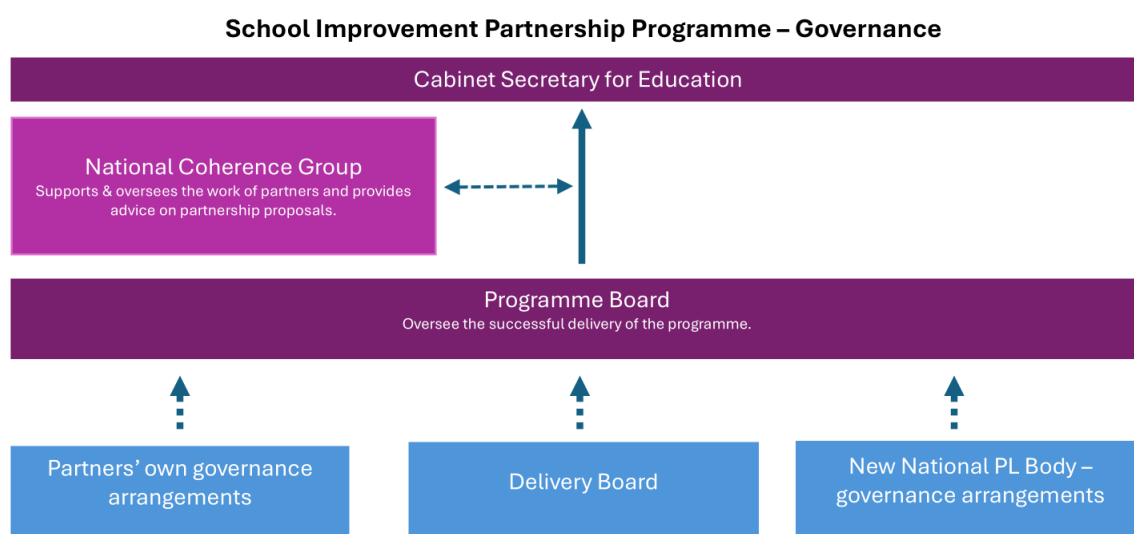 School Improvement Partnership Programme – Governance
Cabinet Secretary for Education
National Coherence Group
Supports & oversees the work of partners and provides
advice on partnership proposals.
Programme Board
Oversee the successful delivery of the programme.
Partners’ own governance
arrangements
Delivery Board
New National PL Body –
governance arrangements